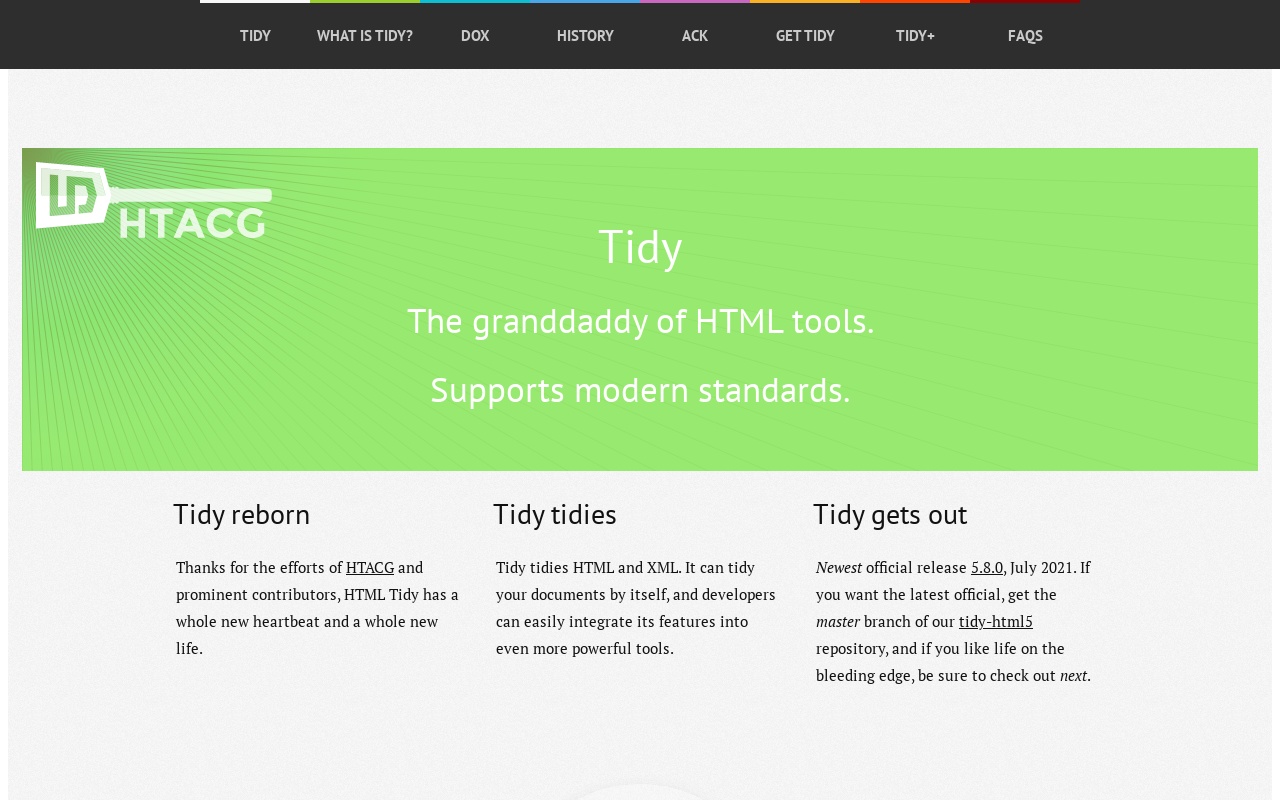 TIDY
WHAT IS TIDY?
DOX
HISTORY
ACK
GET TIDY
TIDY+
FAQS
HTACG
Tidy
The granddaddy of HTML tools.
Supports modern standards.
Tidy reborn
Thanks for the efforts of HTACG and
prominent contributors, HTML Tidy has a
whole new heartbeat and a whole new
life.
Tidy tidies
Tidy tidies HTML and XML. It can tidy
your documents by itself, and developers
can easily integrate its features into
even more powerful tools.
Tidy gets out
Newest official release 5.8.0, July 2021. If
you want the latest official, get the
master branch of our tidy-html5
repository, and if you like life on the
bleeding edge, be sure to check out next.